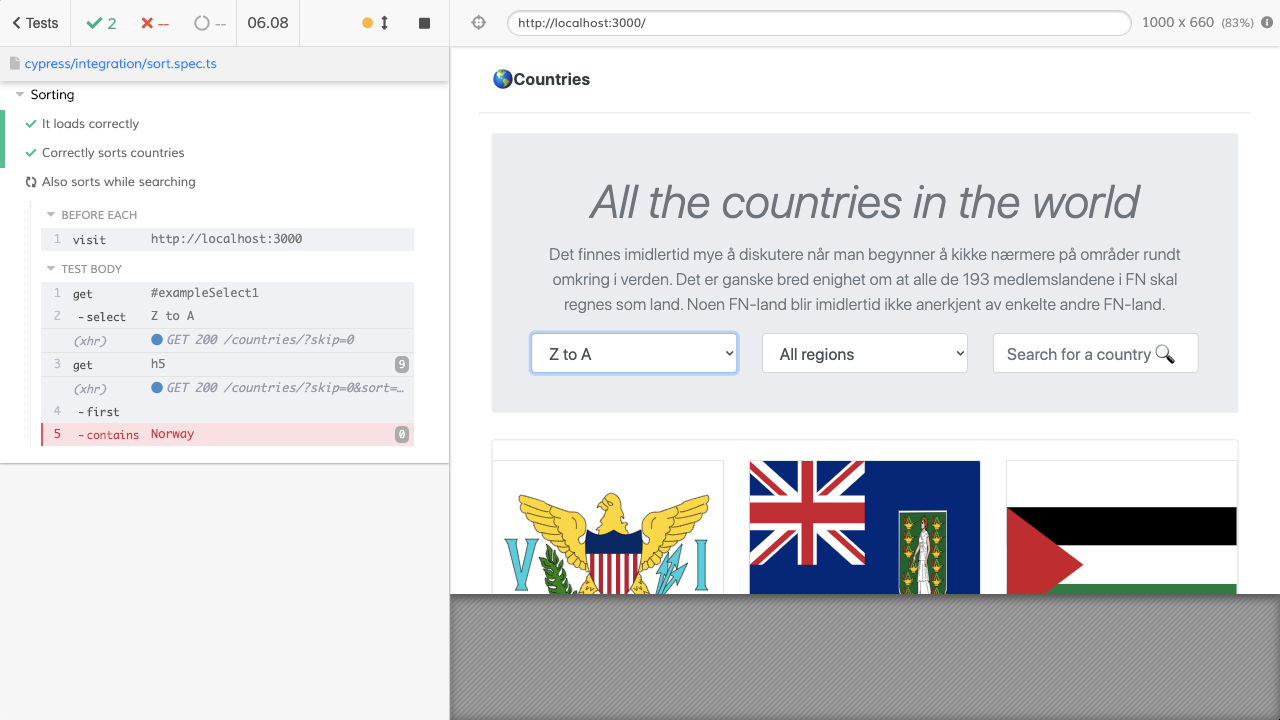 Tests
2
--
--
06.08
http://localhost:3000/
1000 x 660 (83%)
cypress/integration/sort.spec.ts
Sorting
It loads correctly
Correctly sorts countries
Also sorts while searching
BEFORE EACH
1 visit http://localhost:3000
TEST BODY
1 get #exampleSelect1
2 -select Z to A
(xhr) GET 200 /countries/?skip=0
3 get h5 9
(xhr) GET 200 /countries/?skip=0&sort=…
4 -first
5 -contains Norway 0
Countries
All the countries in the world
Det finnes imidlertid mye å diskutere når man begynner å kikke nærmere på områder rundt
omkring i verden. Det er ganske bred enighet om at alle de 193 medlemslandene i FN skal
regnes som land. Noen FN-land blir imidlertid ikke anerkjent av enkelte andre FN-land.
Z to A
All regions
Search for a country
V I